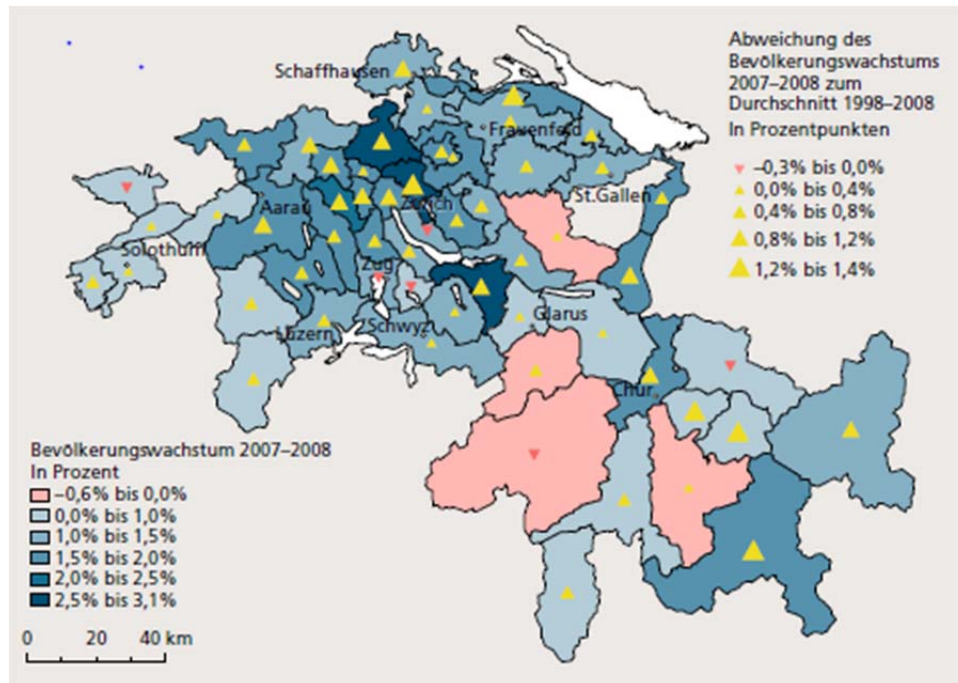 Abweichung des
Bevölkerungswachstums
2007–2008 zum
Durchschnitt 1998–2008
In Prozentpunkten
–0,3% bis 0,0%
0,0% bis 0,4%
0,4% bis 0,8%
0,8% bis 1,2%
1,2% bis 1,4%
Schaffhausen
Frauenfeld
St.Gallen
Aarau
Zürich
Solothurn
Zug
Glarus
Schwyz
Luzern
Chur
Bevölkerungswachstum 2007–2008
In Prozent
–0,6% bis 0,0%
0,0% bis 1,0%
1,0% bis 1,5%
1,5% bis 2,0%
2,0% bis 2,5%
2,5% bis 3,1%
0 20 40 km